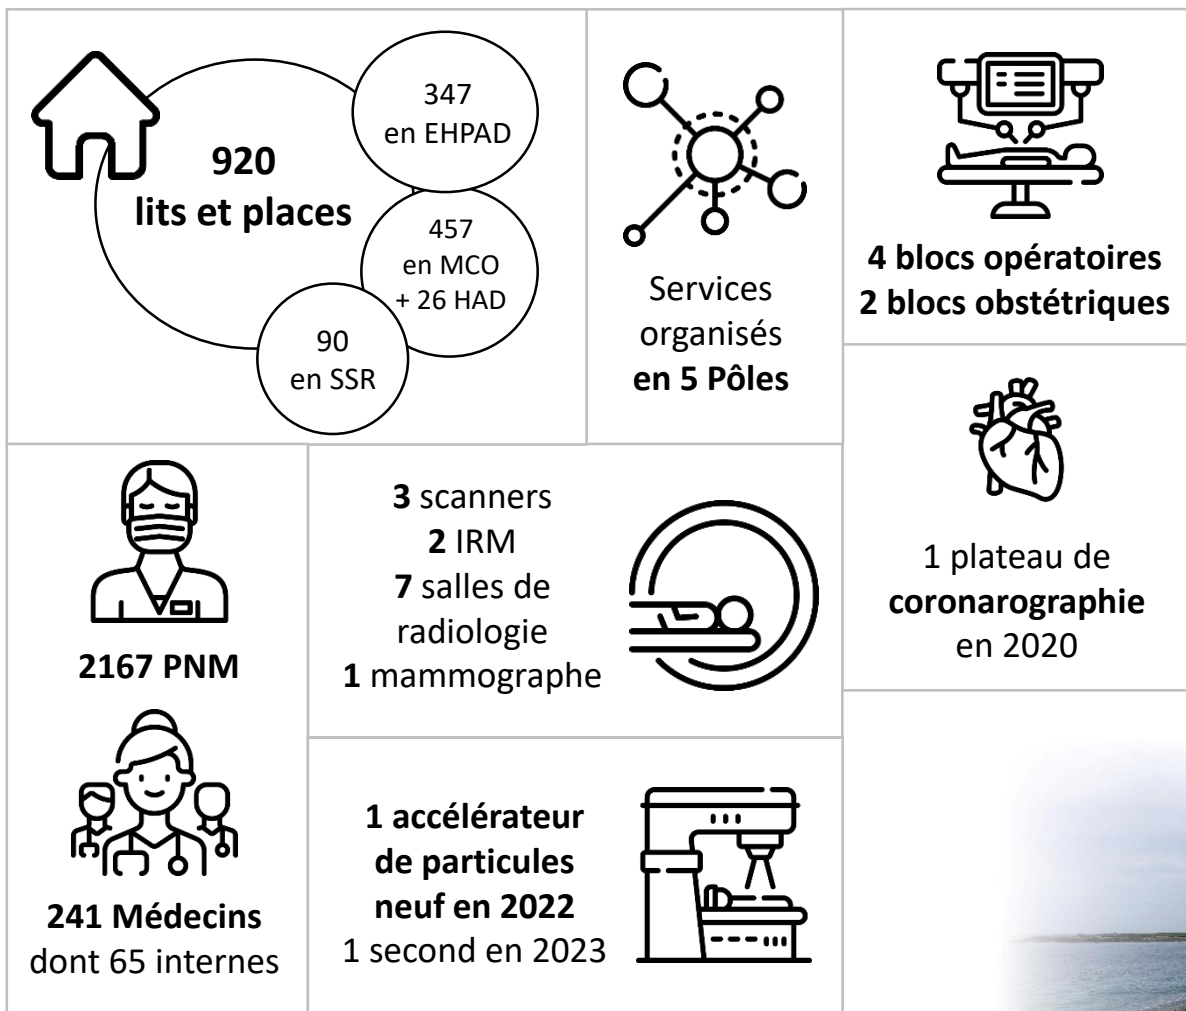 920
lits et places
347
en EHPAD
457
en MCO
+ 26 HAD
90
en SSR
Services
organisés
en 5 Pôles
4 blocs opératoires
2 blocs obstétriques
1 plateau de
coronarographie
en 2020
2167 PNM
241 Médecins
dont 65 internes
3 scanners
2 IRM
7 salles de
radiologie
1 mammographe
1 accélérateur
de particules
neuf en 2022
1 second en 2023